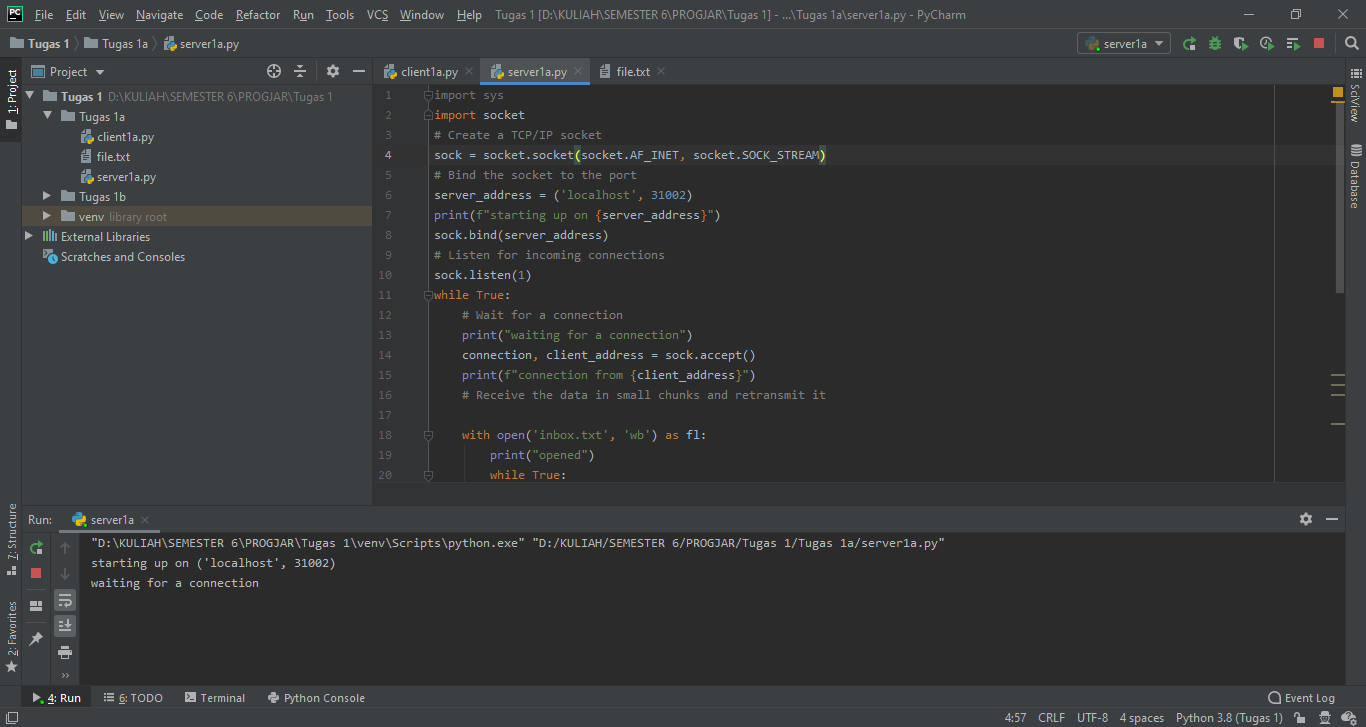 PC File Edit View Navigate Code Refactor Run Tools VCS Window Help Tugas 1 [D:\KULIAH\SEMESTER 6\PROGJAR\Tugas 1] - ...\Tugas 1a\server1a.py - PyCharm
Tugas 1 Tugas 1a server1a.py server1a
Project client1a.py server1a.py file.txt
1: Project
Tugas 1 D:\KULIAH\SEMESTER 6\PROGJAR\Tugas 1
Tugas 1a
client1a.py
file.txt
server1a.py
Tugas 1b
venv library root
External Libraries
Scratches and Consoles
1 import sys
2 import socket
3 # Create a TCP/IP socket
4 sock = socket.socket(socket.AF_INET, socket.SOCK_STREAM)
5 # Bind the socket to the port
6 server_address = ('localhost', 31002)
7 print(f"starting up on {server_address}")
8 sock.bind(server_address)
9 # Listen for incoming connections
10 sock.listen(1)
11 while True:
12 # Wait for a connection
13 print("waiting for a connection")
14 connection, client_address = sock.accept()
15 print(f"connection from {client_address}")
16 # Receive the data in small chunks and retransmit it
17
18 with open('inbox.txt', 'wb') as fl:
19 print("opened")
20 while True:
SciView
Database
7: Structure
2: Favorites
Run: server1a
"D:\KULIAH\SEMESTER 6\PROGJAR\Tugas 1\venv\Scripts\python.exe" "D:/KULIAH/SEMESTER 6/PROGJAR/Tugas 1/Tugas 1a/server1a.py"
starting up on ('localhost', 31002)
waiting for a connection
4: Run 6: TODO Terminal Python Console Event Log
4:57 CRLF UTF-8 4 spaces Python 3.8 (Tugas 1)